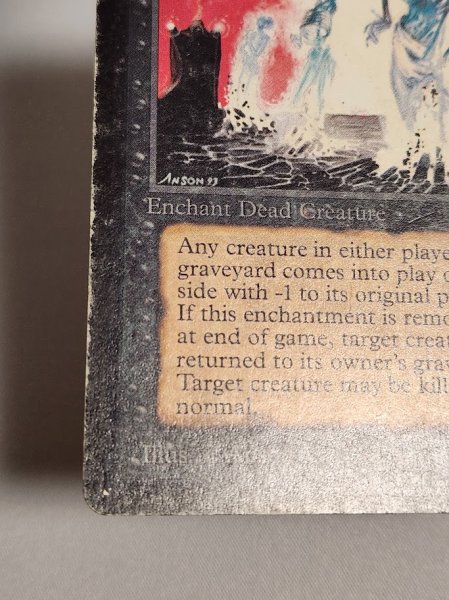 ANSON 93
Enchant Dead Creature
Any creature in either playe
graveyard comes into play o
side with -1 to its original p
If this enchantment is remo
at end of game, target creat
returned to its owner's grav
Target creature may be kill
normal.
Illus.